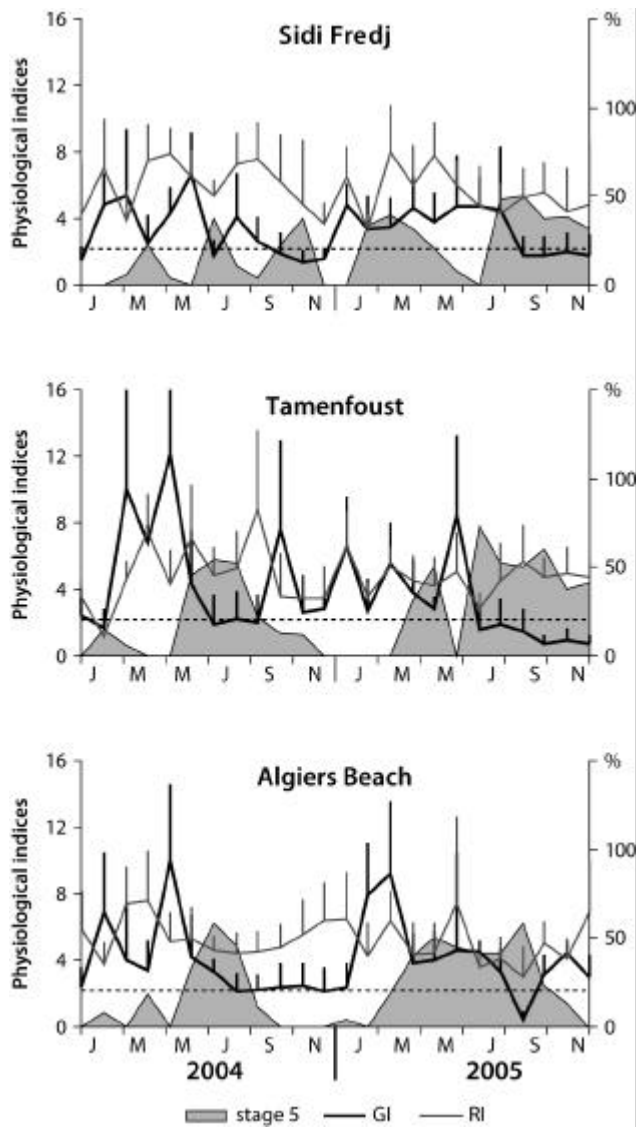 Sidi Fredj
Physiological indices
16
12
8
4
0
%
100
50
0
J M M J S N J M M J S N
Tamenfoust
Physiological indices
16
12
8
4
0
%
100
50
0
J M M J S N J M M J S N
Algiers Beach
Physiological indices
16
12
8
4
0
%
100
50
0
J M M J S N J M M J S N
2004 2005
stage 5 GI RI